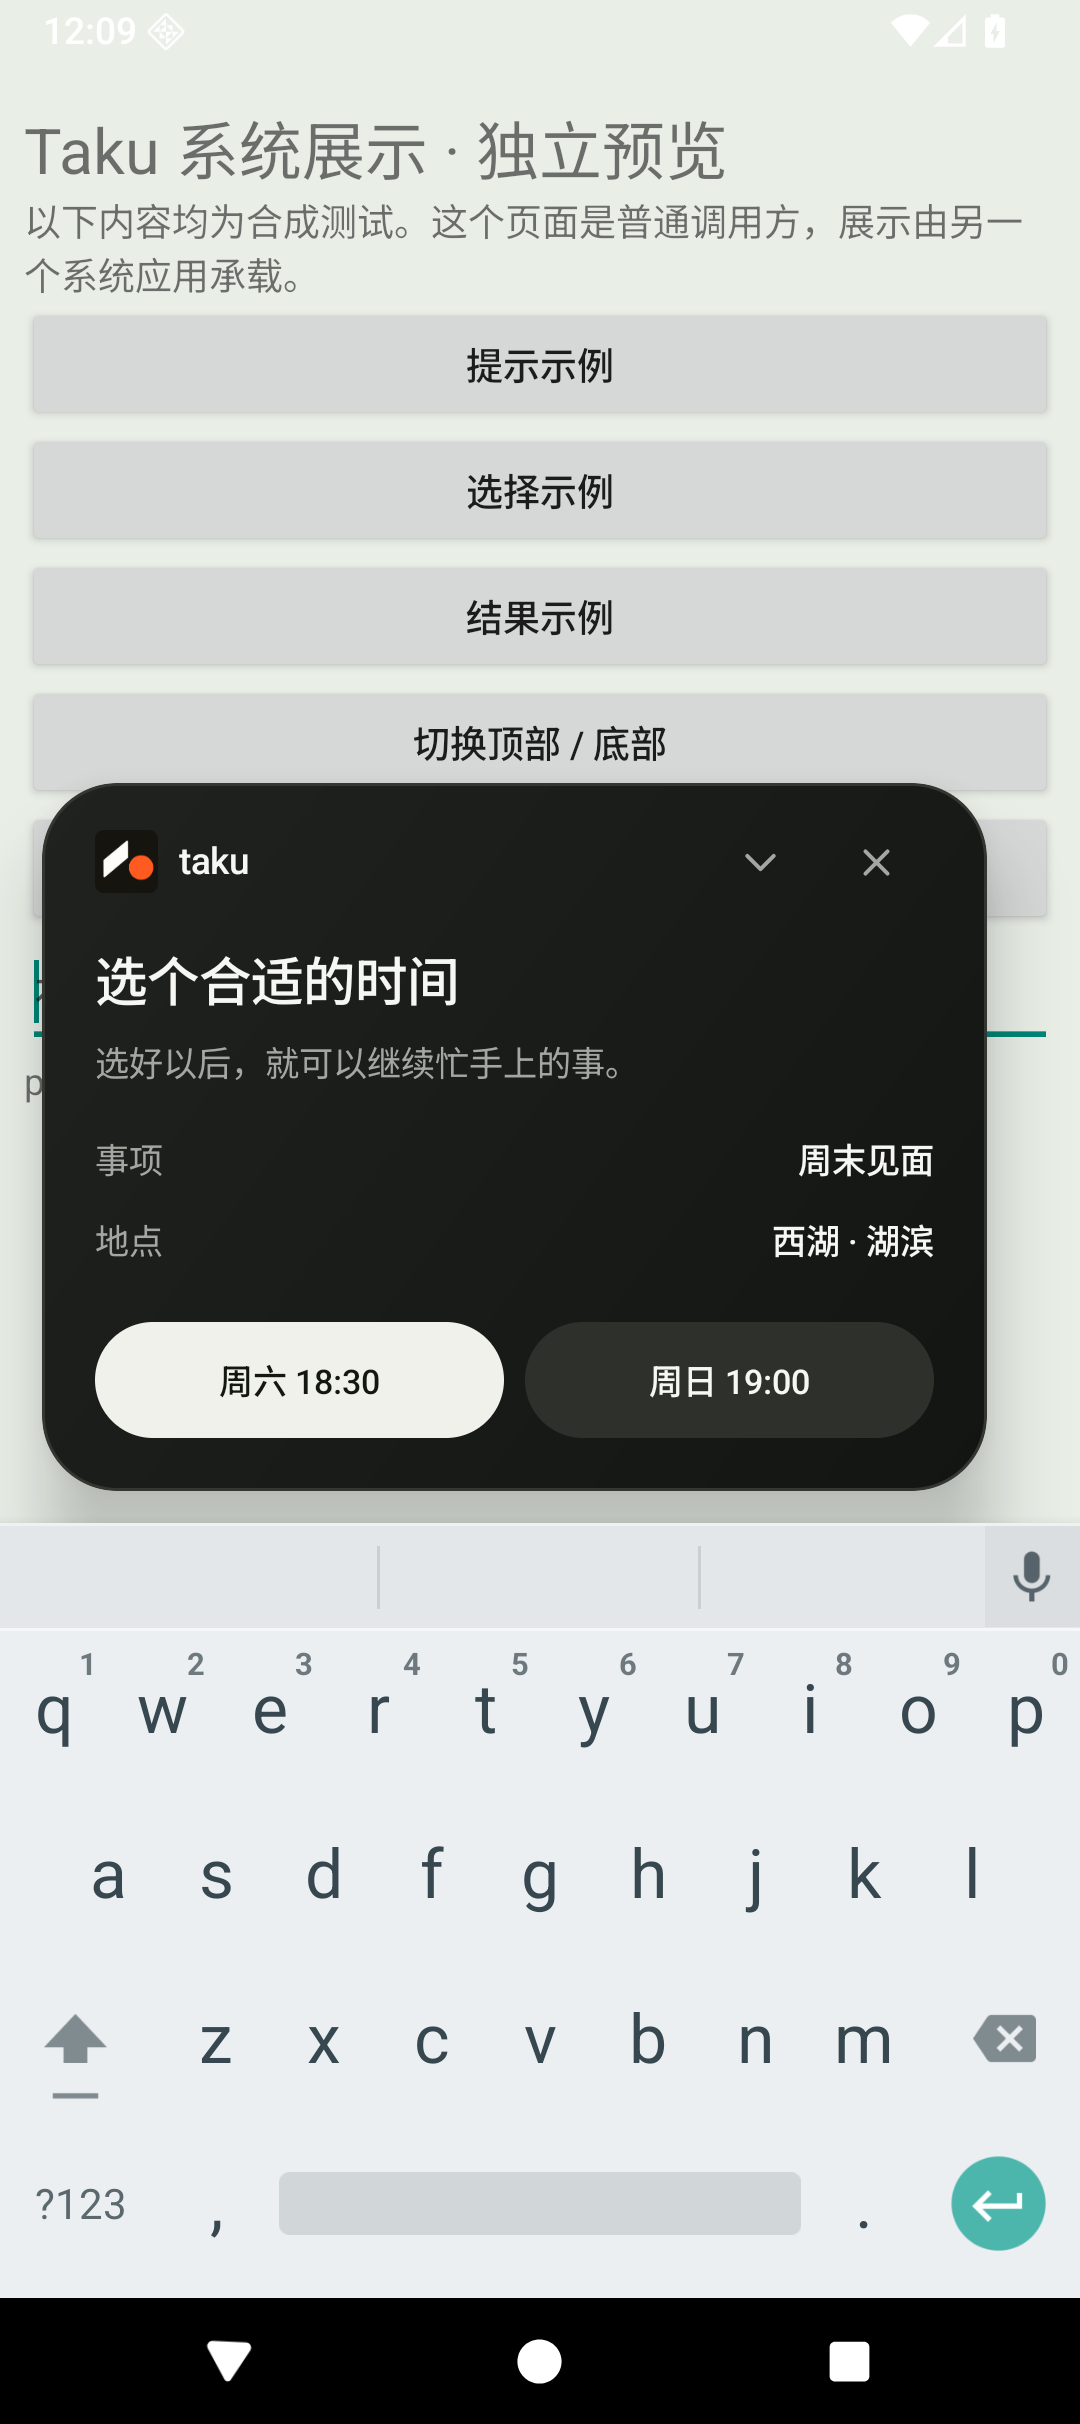 12:09
Taku 系统展示 · 独立预览
以下内容均为合成测试。这个页面是普通调用方，展示由另一
个系统应用承载。
提示示例
选择示例
结果示例
切换顶部 / 底部
taku
选个合适的时间
选好以后，就可以继续忙手上的事。
事项 周末见面
地点 西湖 · 湖滨
周六 18:30 周日 19:00
p
1 2 3 4 5 6 7 8 9 0
q w e r t y u i o p
a s d f g h j k l
z x c v b n m
?123 , .